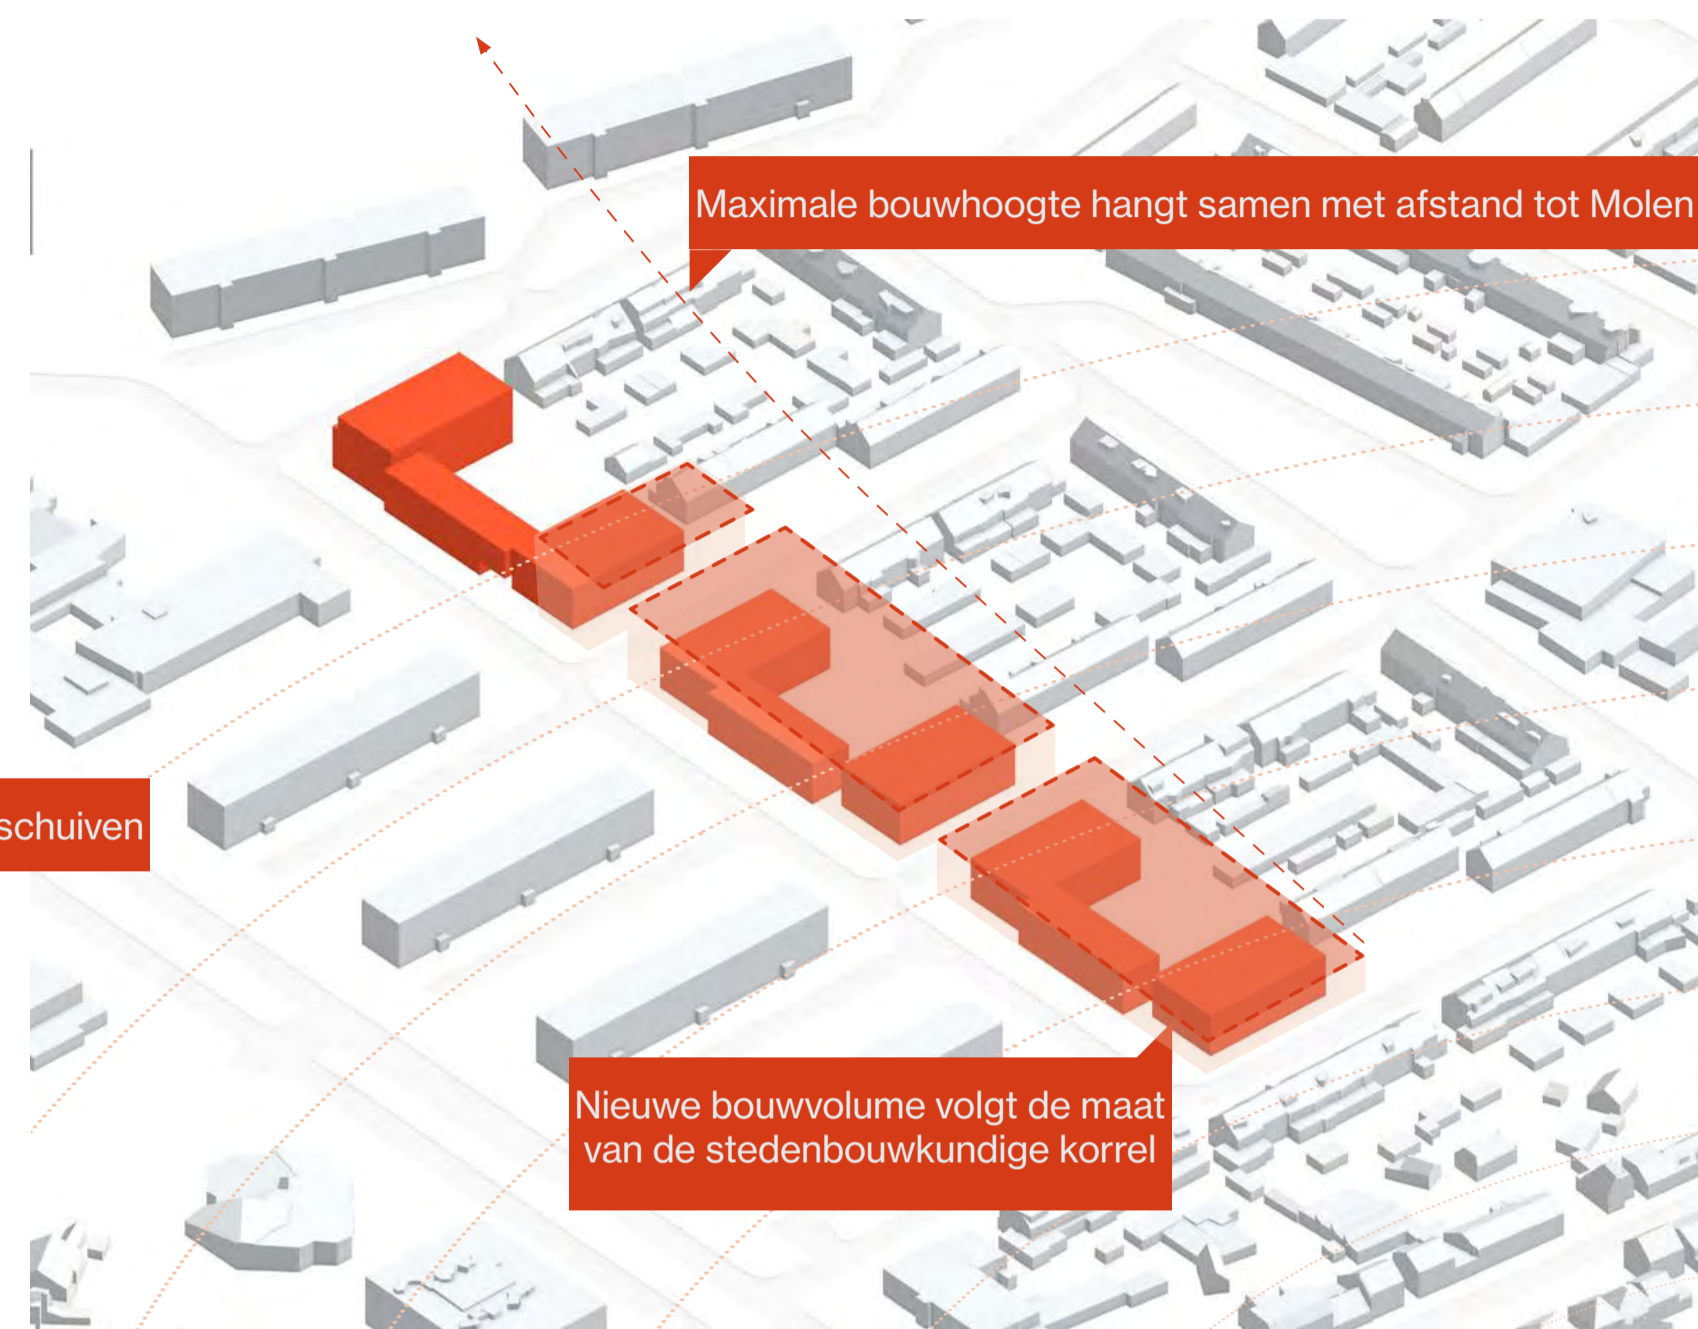 Maximale bouwhoogte hangt samen met afstand tot Molen
schuiven
Nieuwe bouwvolume volgt de maat
van de stedenbouwkundige korrel